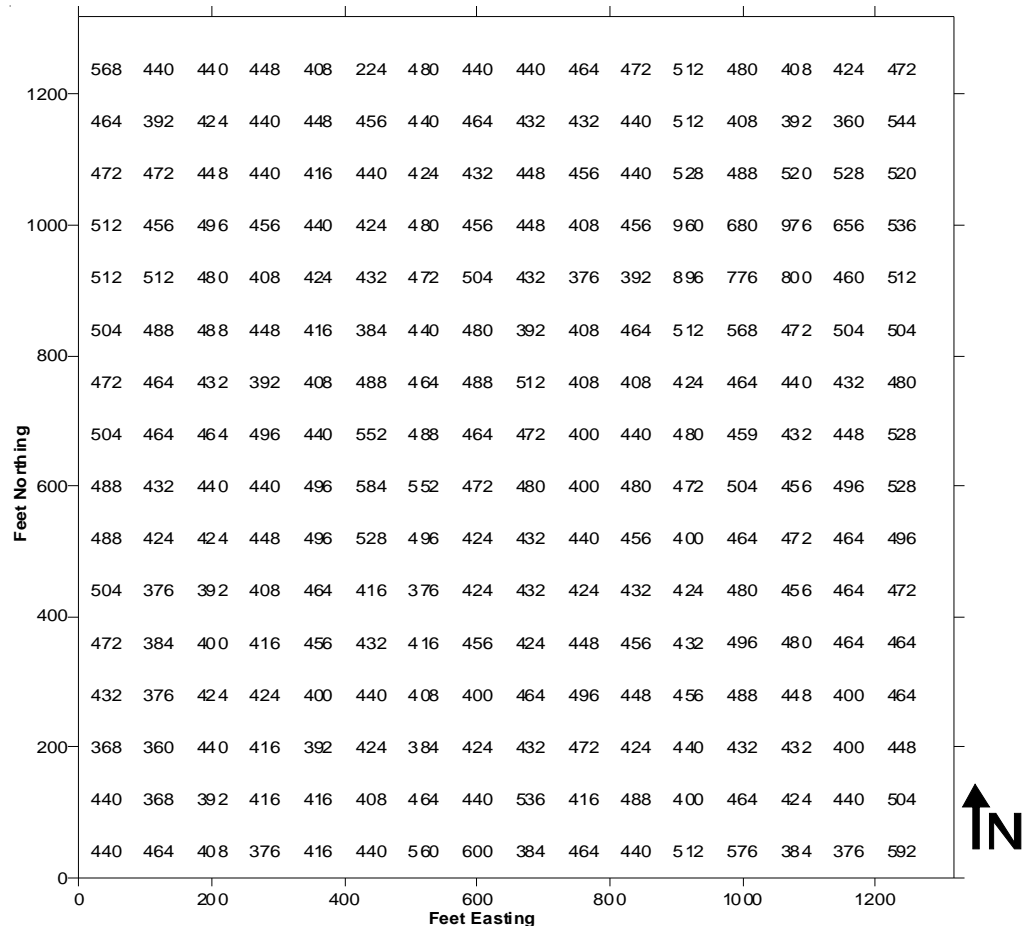 568 440 440 448 408 224 480 440 440 464 472 512 480 408 424 472
1200
464 392 424 440 448 456 440 464 432 432 440 512 408 392 360 544
472 472 448 440 416 440 424 432 448 456 440 528 488 520 528 520
1000 512 456 496 456 440 424 480 456 448 408 456 960 680 976 656 536
512 512 480 408 424 432 472 504 432 376 392 896 776 800 460 512
504 488 488 448 416 384 440 480 392 408 464 512 568 472 504 504
800
472 464 432 392 408 488 464 488 512 408 408 424 464 440 432 480
504 464 464 496 440 552 488 464 472 400 440 480 459 432 448 528
Feet Northing
600 488 432 440 440 496 584 552 472 480 400 480 472 504 456 496 528
488 424 424 448 496 528 496 424 432 440 456 400 464 472 464 496
504 376 392 408 464 416 376 424 432 424 432 424 480 456 464 472
400
472 384 400 416 456 432 416 456 424 448 456 432 496 480 464 464
432 376 424 424 400 440 408 400 464 496 448 456 488 448 400 464
200 368 360 440 416 392 424 384 424 432 472 424 440 432 432 400 448
440 368 392 416 416 408 464 440 536 416 488 400 464 424 440 504
N
440 464 408 376 416 440 560 600 384 464 440 512 576 384 376 592
0
0 200 400 600 800 1000 1200
Feet Easting